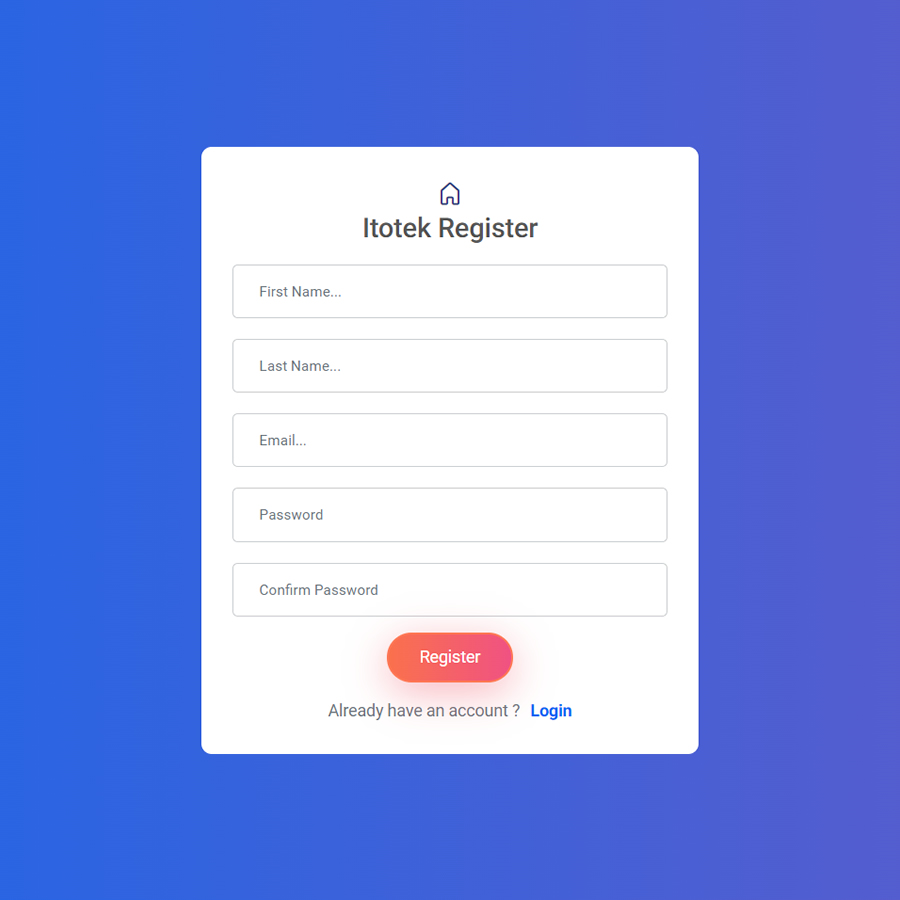 Itotek Register
First Name...
Last Name...
Email...
Password
Confirm Password
Register
Already have an account ? Login